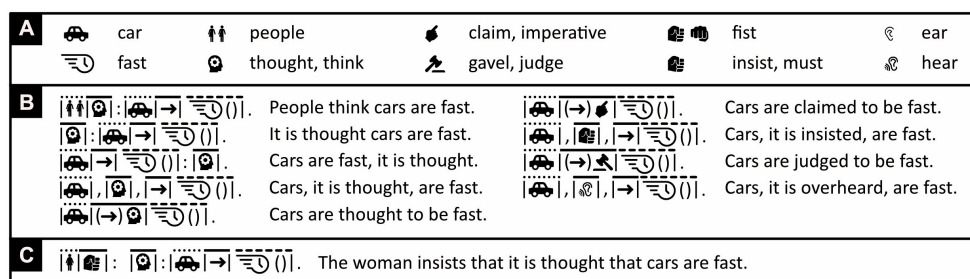 A
car people claim, imperative fist ear
fast thought, think gavel, judge insist, must hear
B
People think cars are fast. Cars are claimed to be fast.
It is thought cars are fast. Cars, it is insisted, are fast.
Cars are fast, it is thought. Cars are judged to be fast.
Cars, it is thought, are fast. Cars, it is overheard, are fast.
Cars are thought to be fast.
C
The woman insists that it is thought that cars are fast.